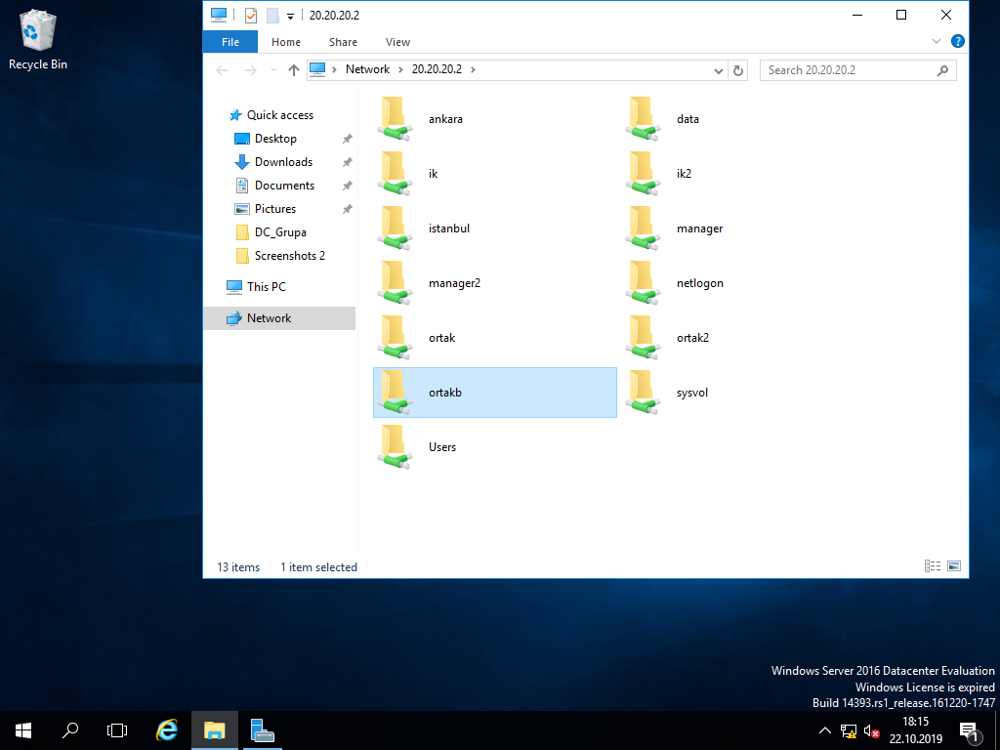 Recycle Bin
20.20.20.2
File Home Share View
Network 20.20.20.2
Search 20.20.20.2
Quick access
Desktop
Downloads
Documents
Pictures
DC_Grupa
Screenshots 2
This PC
Network
ankara data
ik ik2
istanbul manager
manager2 netlogon
ortak ortak2
ortakb sysvol
Users
13 items 1 item selected
Windows Server 2016 Datacenter Evaluation
Windows License is expired
Build 14393.rs1_release.161220-1747
18:15
22.10.2019
1